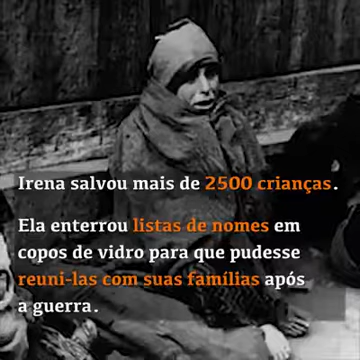 Irena salvou mais de 2500 crianças.
Ela enterrou listas de nomes em
copos de vidro para que pudesse
reuni-las com suas famílias após
a guerra.